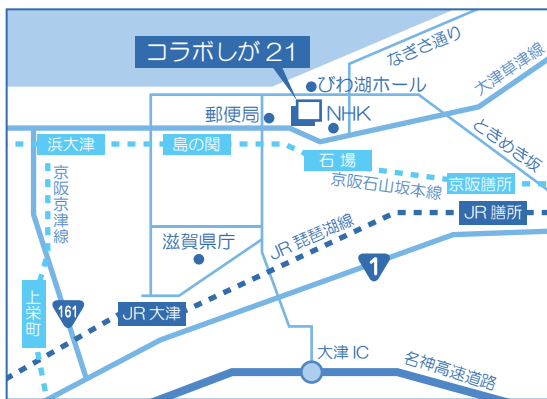 コラボしが 21
なぎさ通り
大津草津線
びわ湖ホール
郵便局
NHK
ときめき坂
浜大津
島の関
石 場
京阪石山坂本線
京阪膳所
京阪京津線
JR 膳所
JR 琵琶湖線
滋賀県庁
1
上栄町
161
JR 大津
大津 IC
名神高速道路